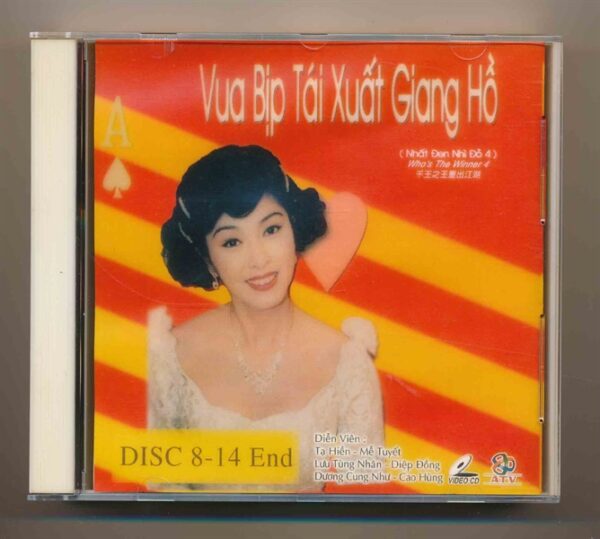 A
Vua Bịp Tái Xuất Giang Hồ
( Nhất Đen Nhì Đỏ 4 )
Who's The Winner 4
千王之王重出江湖
DISC 8-14 End
Diễn Viên :
Tạ Hiền - Mễ Tuyết
Lưu Tùng Nhân - Diệp Đồng
Dương Cung Như - Cao Hùng
VIDEO CD
ATV